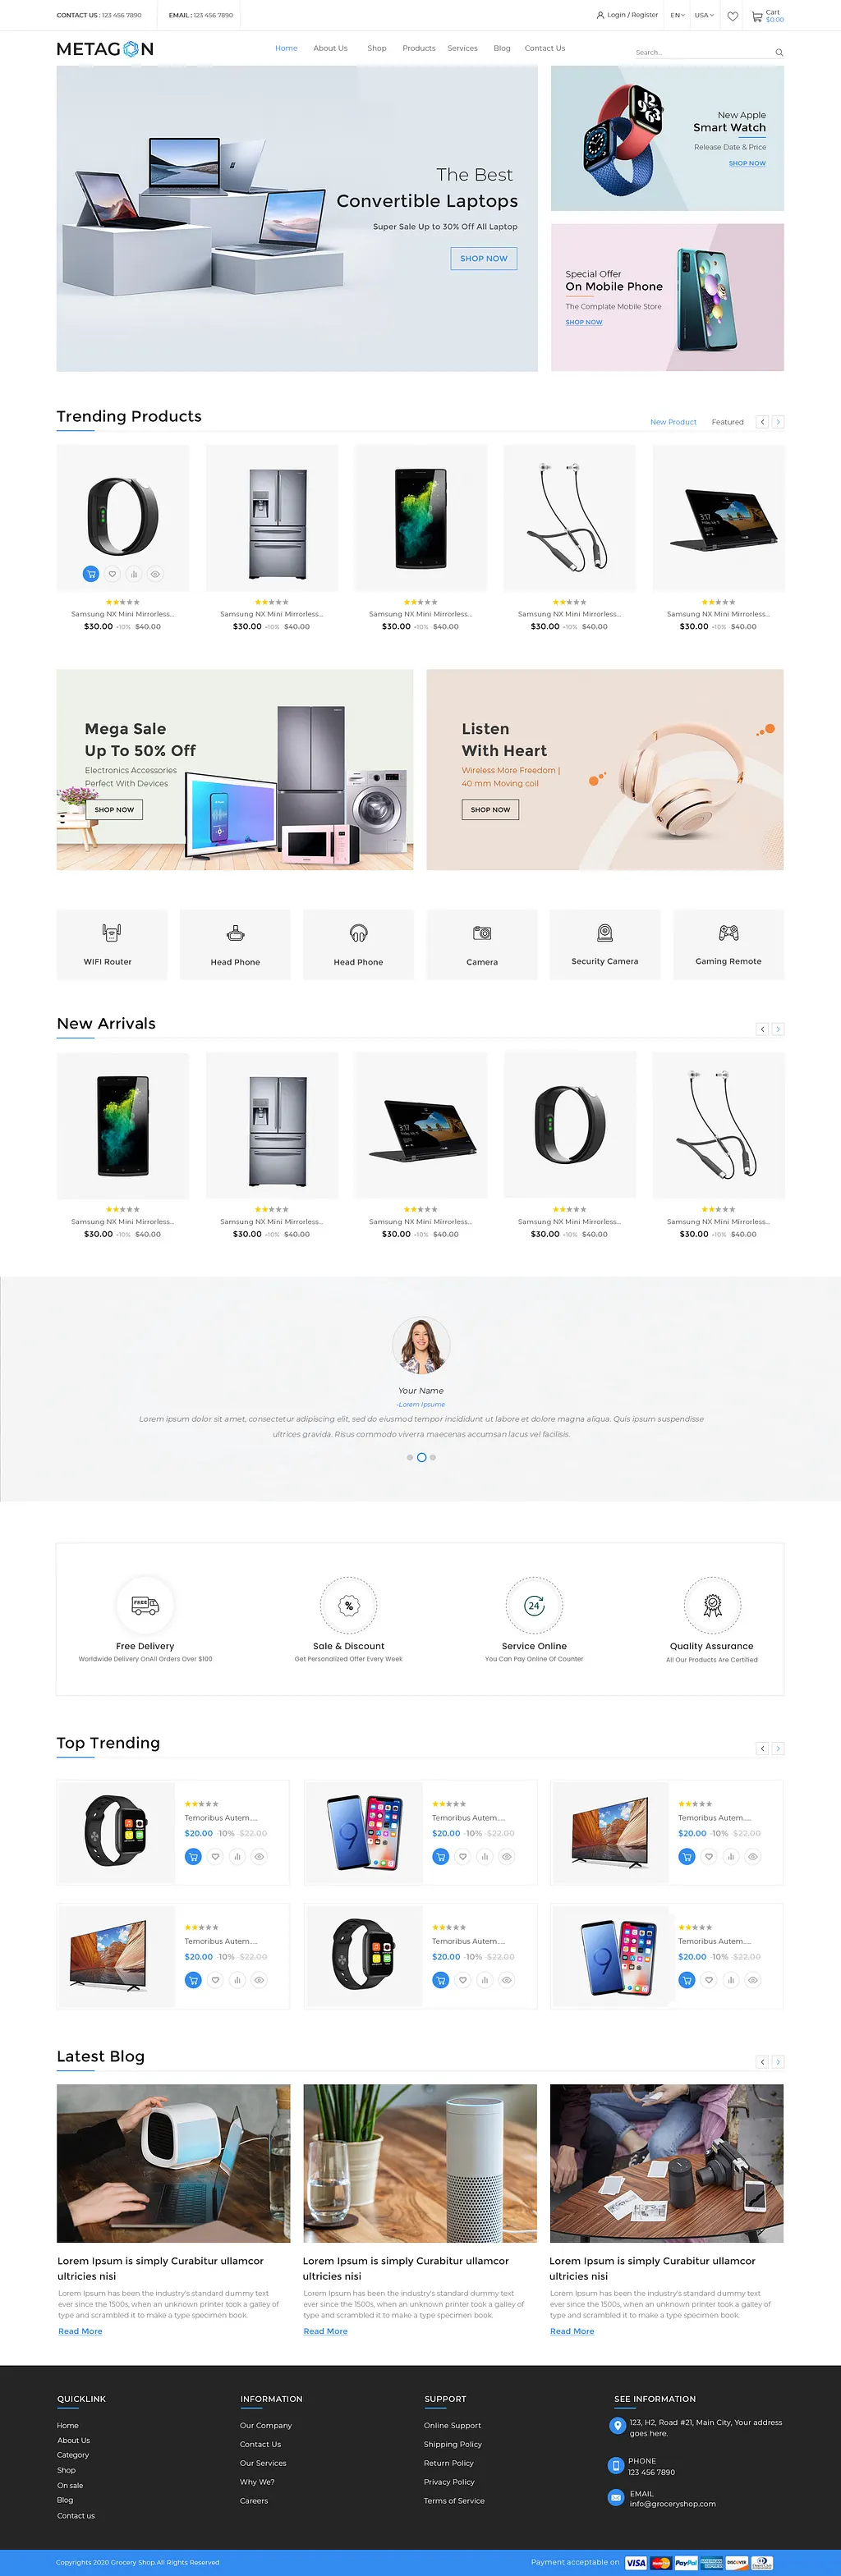 CONTACT US : 123 456 7890
EMAIL : 123 456 7890
Login / Register
EN
USA
Cart
$0.00
METAGON
Home
About Us
Shop
Products
Services
Blog
Contact Us
Search...
The Best
Convertible Laptops
Super Sale Up to 30% Off All Laptop
SHOP NOW
New Apple
Smart Watch
Release Date & Price
SHOP NOW
Special Offer
On Mobile Phone
The Complate Mobile Store
SHOP NOW
Trending Products
New Product
Featured
Samsung NX Mini Mirrorless...
$30.00 -10% $40.00
Samsung NX Mini Mirrorless...
$30.00 -10% $40.00
Samsung NX Mini Mirrorless...
$30.00 -10% $40.00
Samsung NX Mini Mirrorless...
$30.00 -10% $40.00
3:17
Samsung NX Mini Mirrorless...
$30.00 -10% $40.00
Mega Sale
Up To 50% Off
Electronics Accessories
Perfect With Devices
SHOP NOW
Listen
With Heart
Wireless More Freedom |
40 mm Moving coil
SHOP NOW
WIFI Router
Head Phone
Head Phone
Camera
Security Camera
Gaming Remote
New Arrivals
Samsung NX Mini Mirrorless...
$30.00 -10% $40.00
Samsung NX Mini Mirrorless...
$30.00 -10% $40.00
3:17
Samsung NX Mini Mirrorless...
$30.00 -10% $40.00
Samsung NX Mini Mirrorless...
$30.00 -10% $40.00
Samsung NX Mini Mirrorless...
$30.00 -10% $40.00
Your Name
-Lorem Ipsume
Lorem ipsum dolor sit amet, consectetur adipiscing elit, sed do eiusmod tempor incididunt ut labore et dolore magna aliqua. Quis ipsum suspendisse
ultrices gravida. Risus commodo viverra maecenas accumsan lacus vel facilisis.
FREE
Free Delivery
Worldwide Delivery OnAll Orders Over $100
%
Sale & Discount
Get Personalized Offer Every Week
24
Service Online
You Can Pay Online Of Counter
Quality Assurance
All Our Products Are Certified
Top Trending
Temoribus Autem....
$20.00 -10% $22.00
9
Temoribus Autem....
$20.00 -10% $22.00
Temoribus Autem....
$20.00 -10% $22.00
Temoribus Autem....
$20.00 -10% $22.00
Temoribus Autem....
$20.00 -10% $22.00
9
Temoribus Autem....
$20.00 -10% $22.00
Latest Blog
Lorem Ipsum is simply Curabitur ullamcor
ultricies nisi
Lorem Ipsum has been the industry's standard dummy text
ever since the 1500s, when an unknown printer took a galley of
type and scrambled it to make a type specimen book.
Read More
Lorem Ipsum is simply Curabitur ullamcor
ultricies nisi
Lorem Ipsum has been the industry's standard dummy text
ever since the 1500s, when an unknown printer took a galley of
type and scrambled it to make a type specimen book.
Read More
Lorem Ipsum is simply Curabitur ullamcor
ultricies nisi
Lorem Ipsum has been the industry's standard dummy text
ever since the 1500s, when an unknown printer took a galley of
type and scrambled it to make a type specimen book.
Read More
QUICKLINK
Home
About Us
Category
Shop
On sale
Blog
Contact us
INFORMATION
Our Company
Contact Us
Our Services
Why We?
Careers
SUPPORT
Online Support
Shipping Policy
Return Policy
Privacy Policy
Terms of Service
SEE INFORMATION
123, H2, Road #21, Main City, Your address
goes here.
PHONE
123 456 7890
EMAIL
info@groceryshop.com
Copyrights 2020 Grocery Shop.All Rights Reserved
Payment acceptable on
VISA
MasterCard
PayPal
AMERICAN EXPRESS
DISCOVER